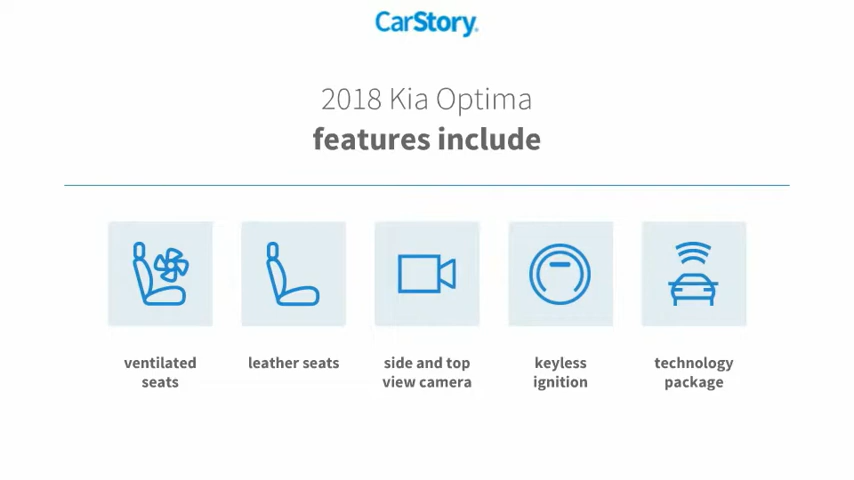 CarStory
2018 Kia Optima
features include
ventilated
seats
leather seats
side and top
view camera
keyless
ignition
technology
package